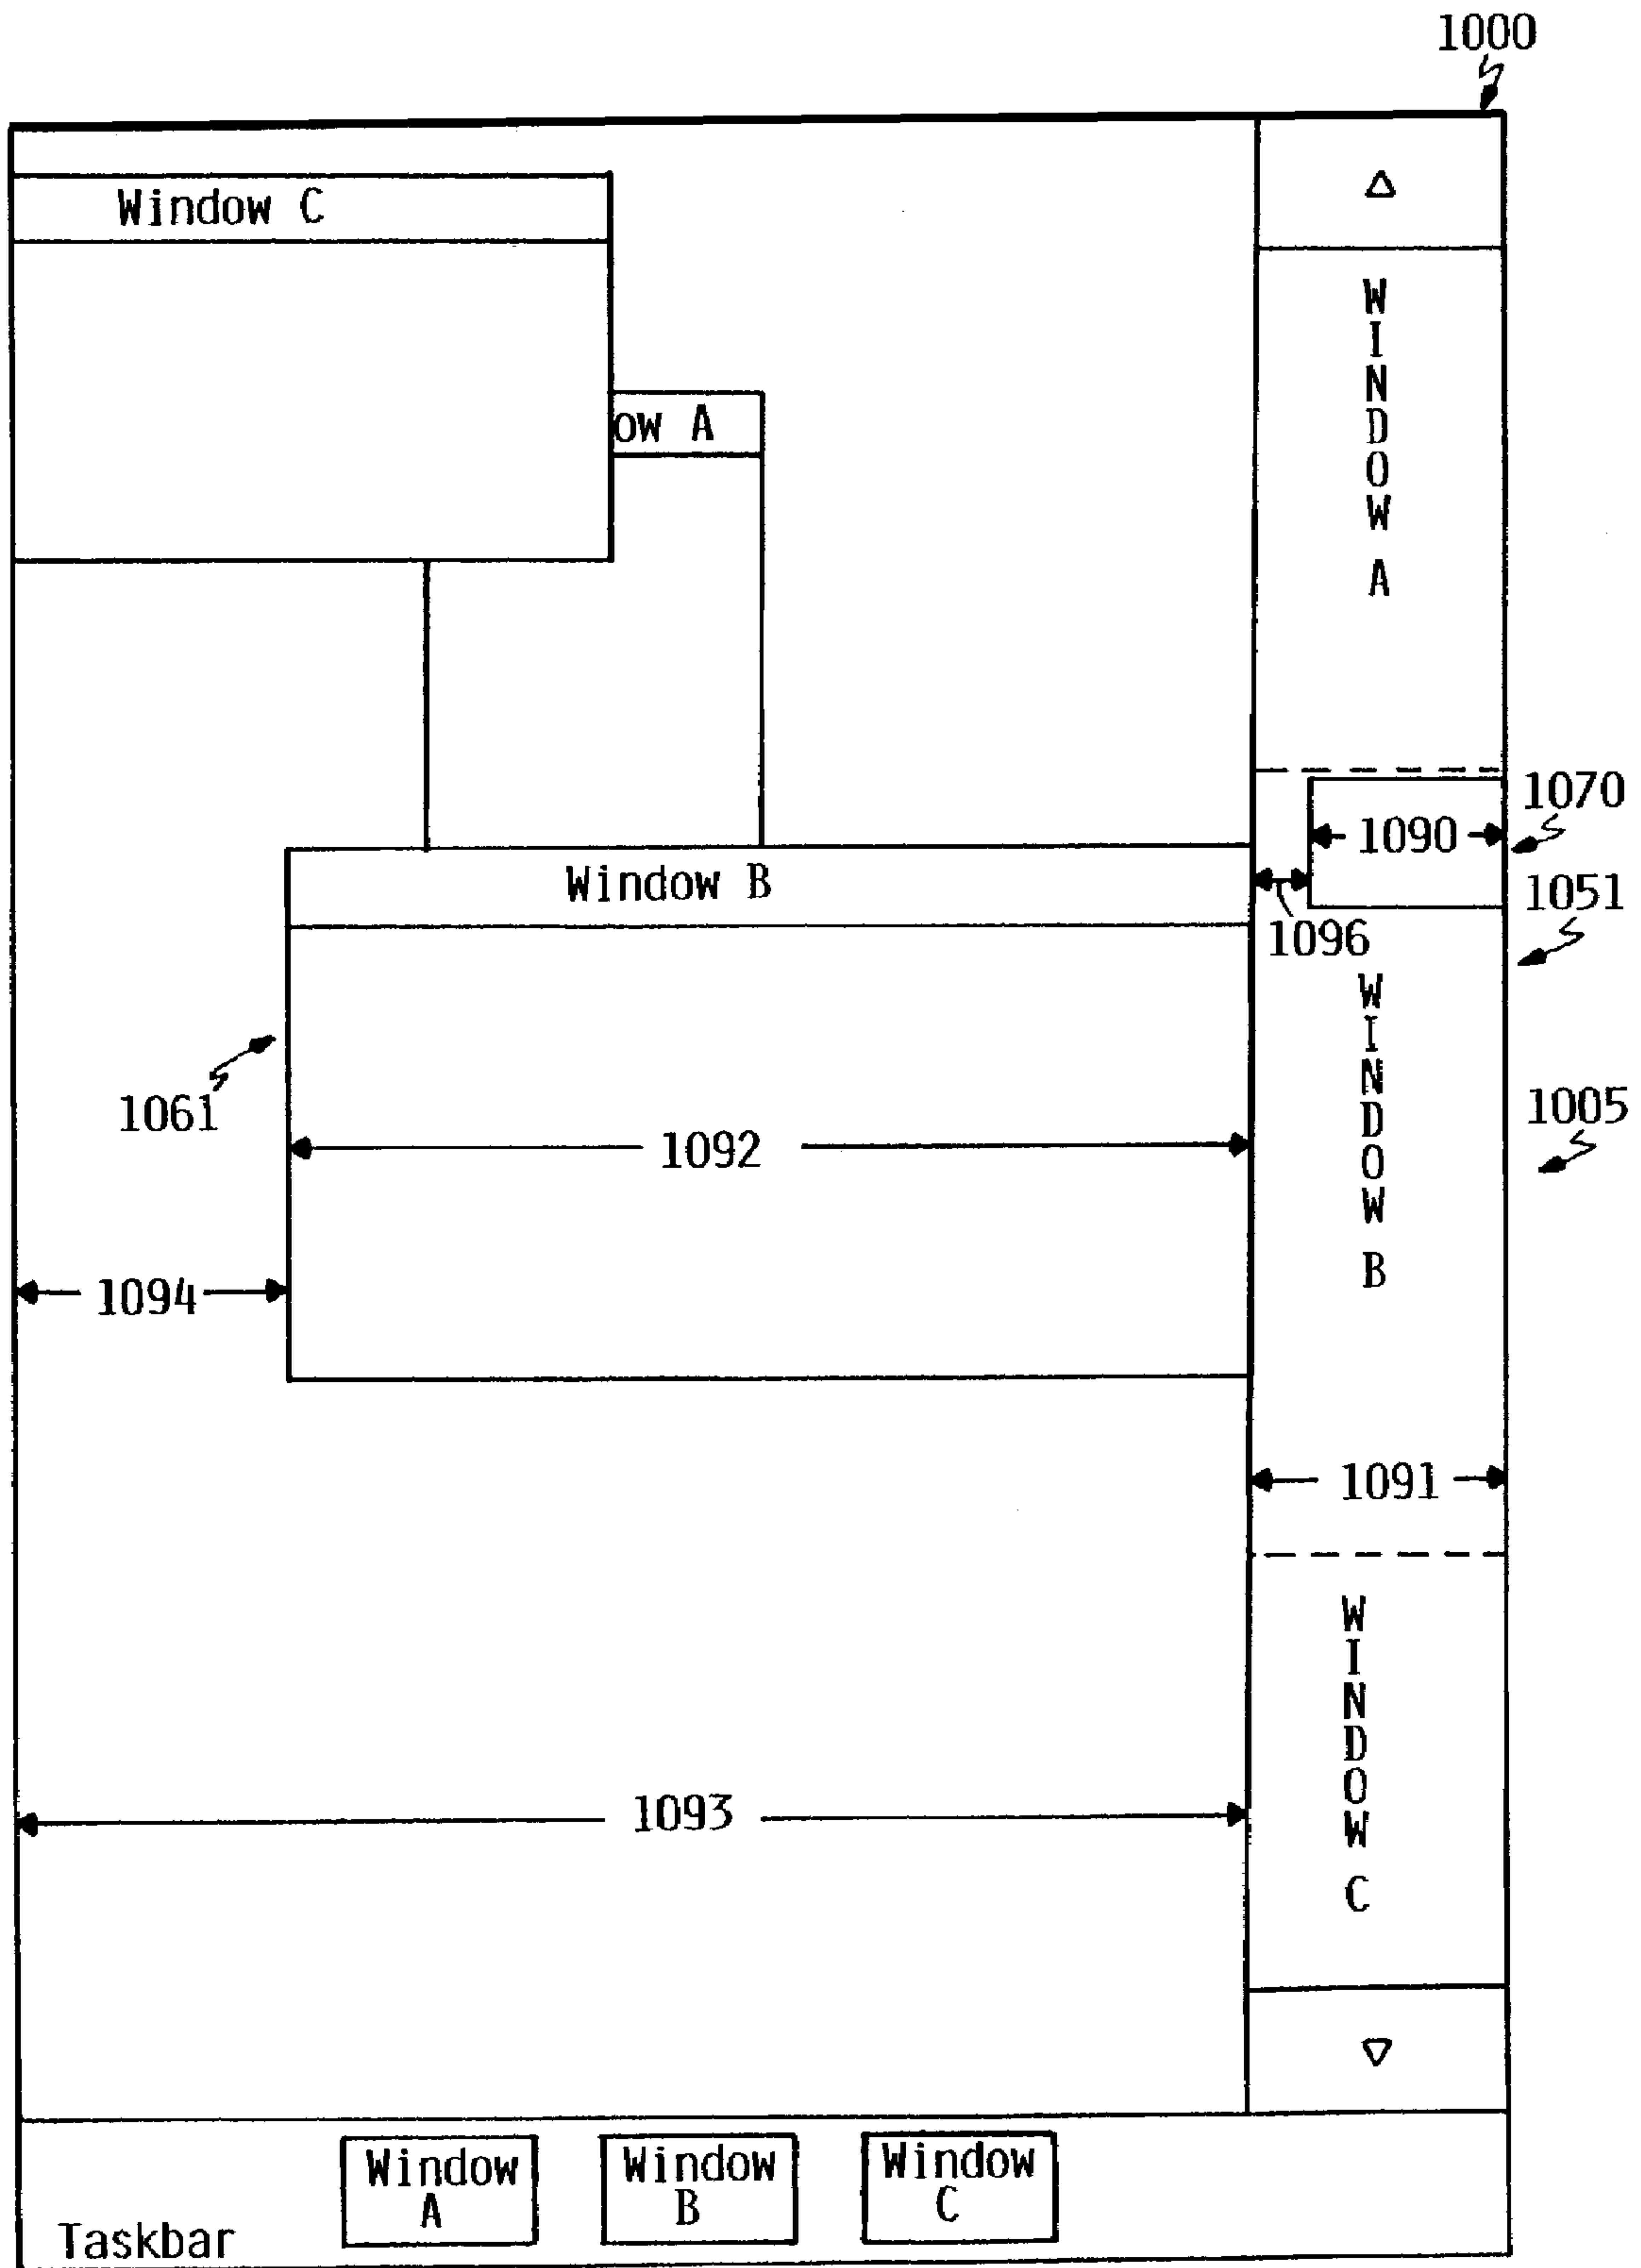 1000
Window C
△
WINDOW A
ow A
1070
1090
Window B
1051
1096
WINDOW B
1061
1005
1092
1094
1091
WINDOW C
1093
▽
Window
A
Window
B
Window
C
Taskbar